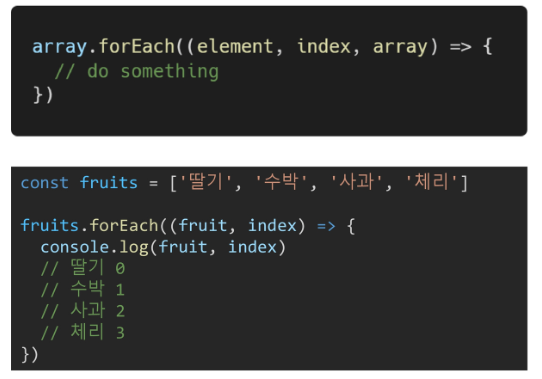 array.forEach((element, index, array) => {
  // do something
})
const fruits = ['딸기', '수박', '사과', '체리']
fruits.forEach((fruit, index) => {
  console.log(fruit, index)
  // 딸기 0
  // 수박 1
  // 사과 2
  // 체리 3
})